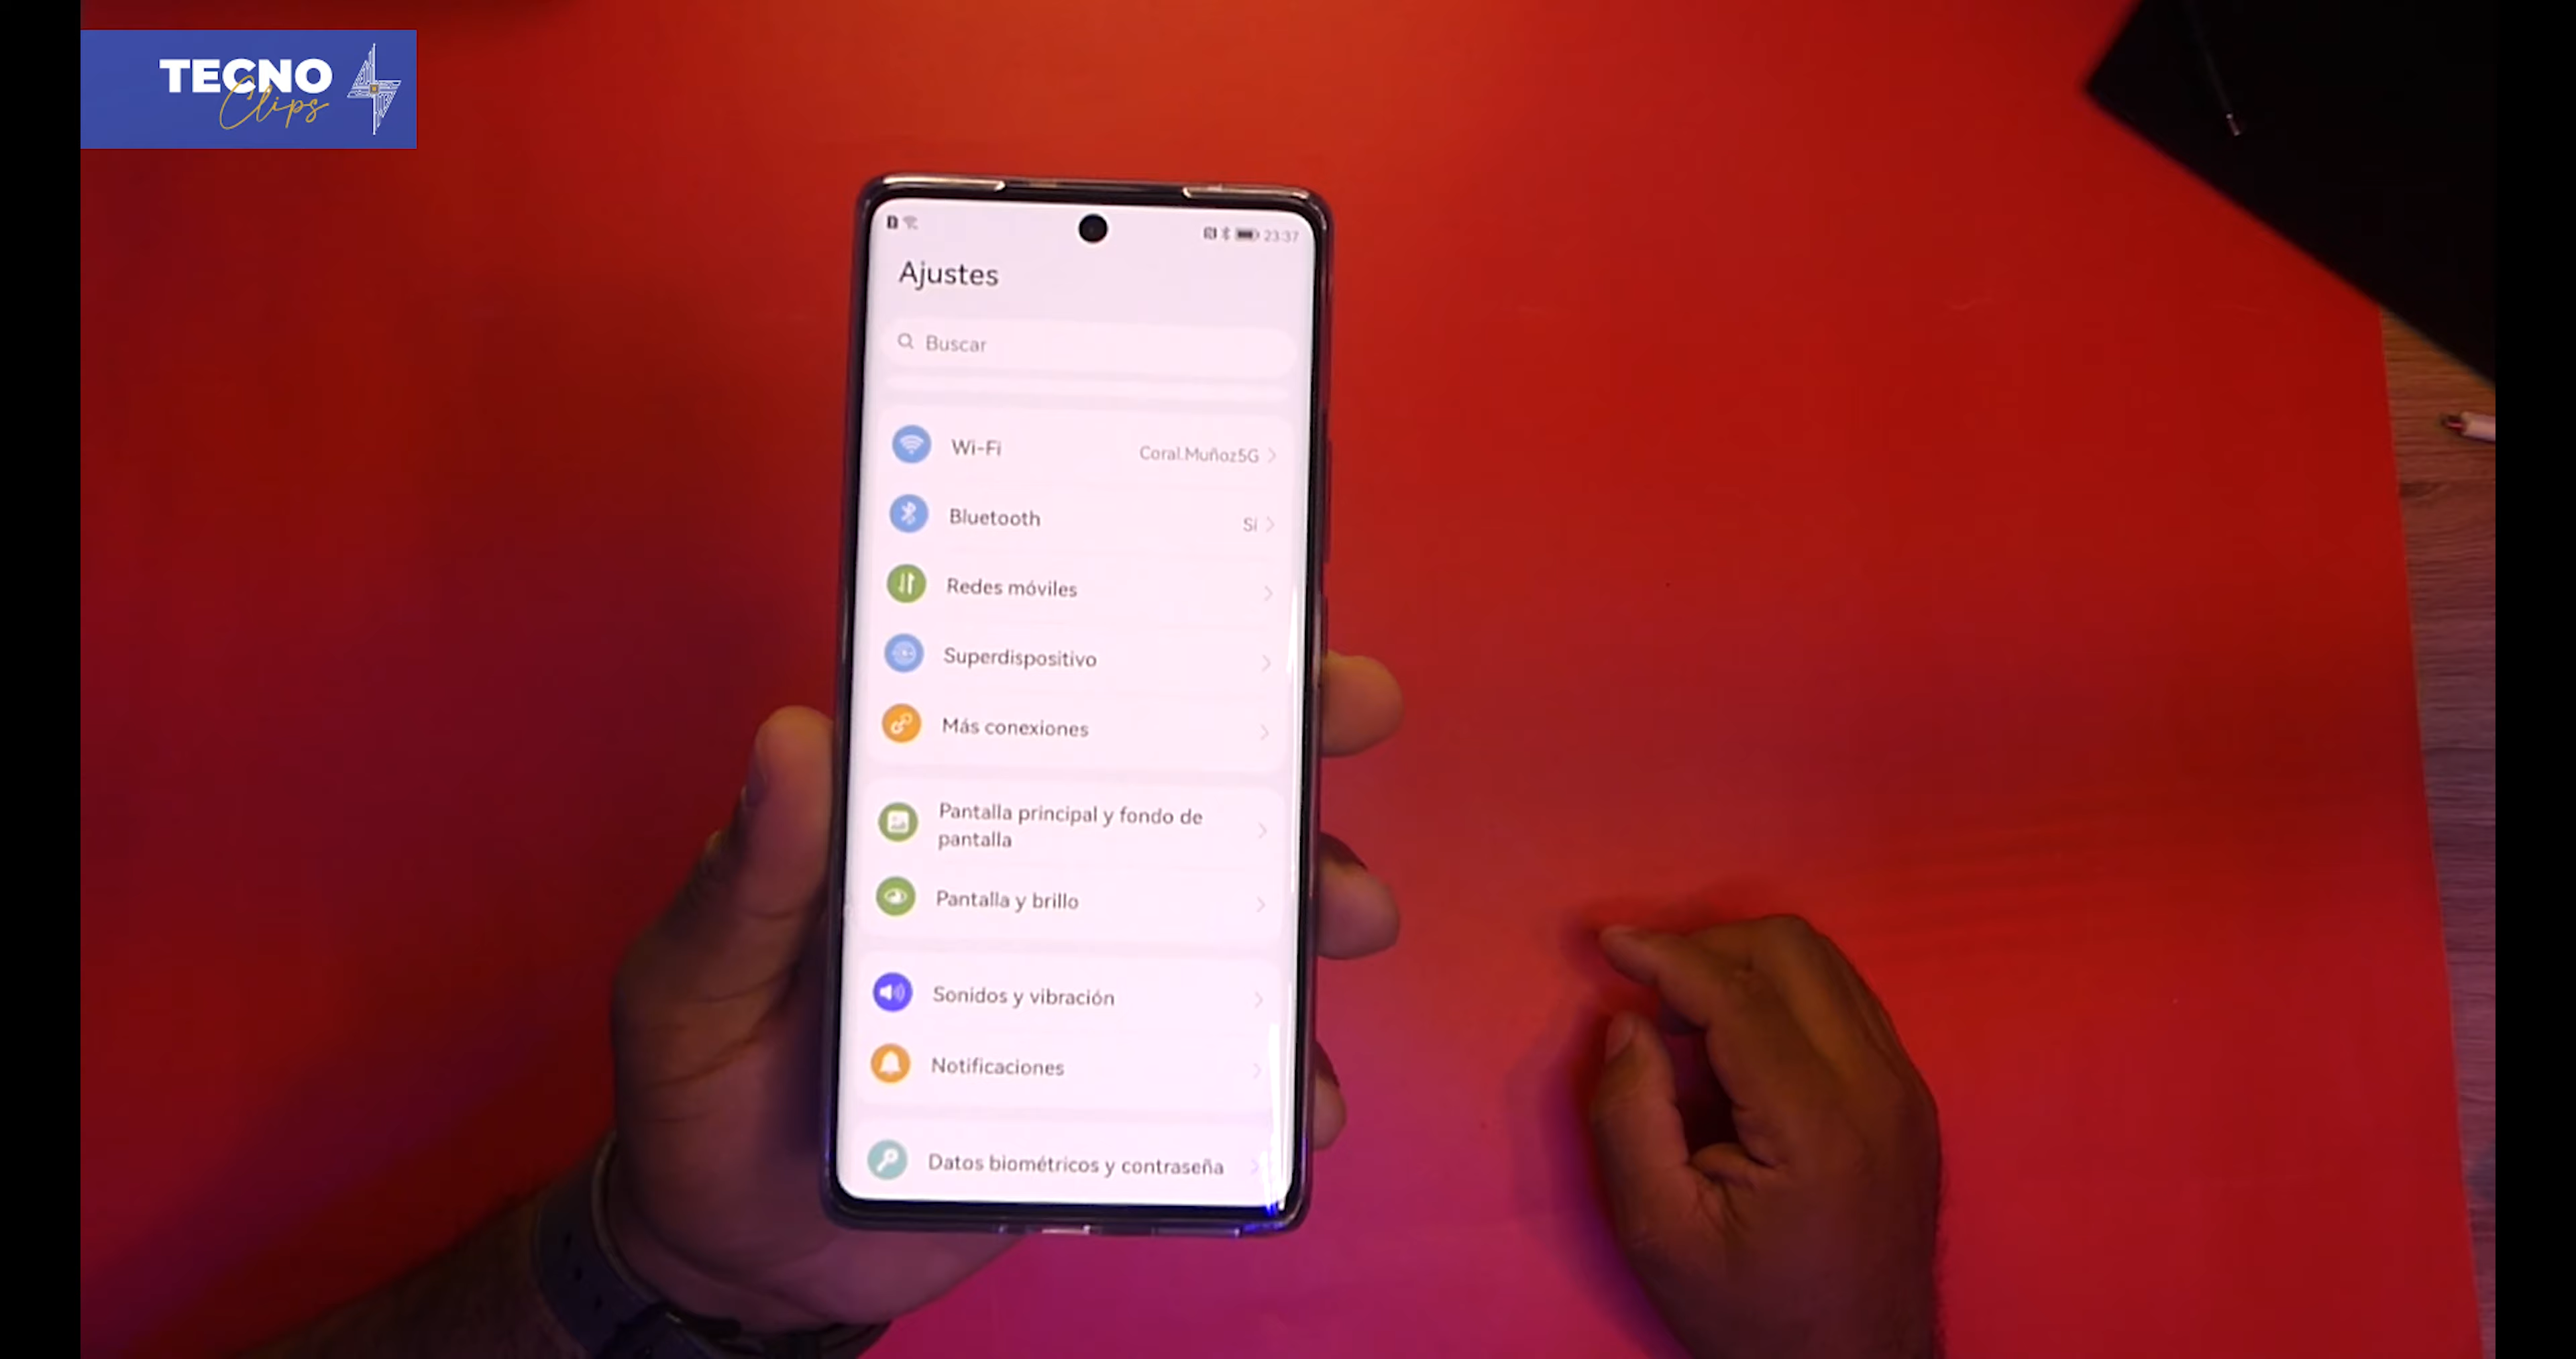 TECNO
Clips
23:37
Ajustes
Buscar
Wi-Fi
Coral.Muñoz5G
Bluetooth
Sí
Redes móviles
Superdispositivo
Más conexiones
Pantalla principal y fondo de
pantalla
Pantalla y brillo
Sonidos y vibración
Notificaciones
Datos biométricos y contraseña